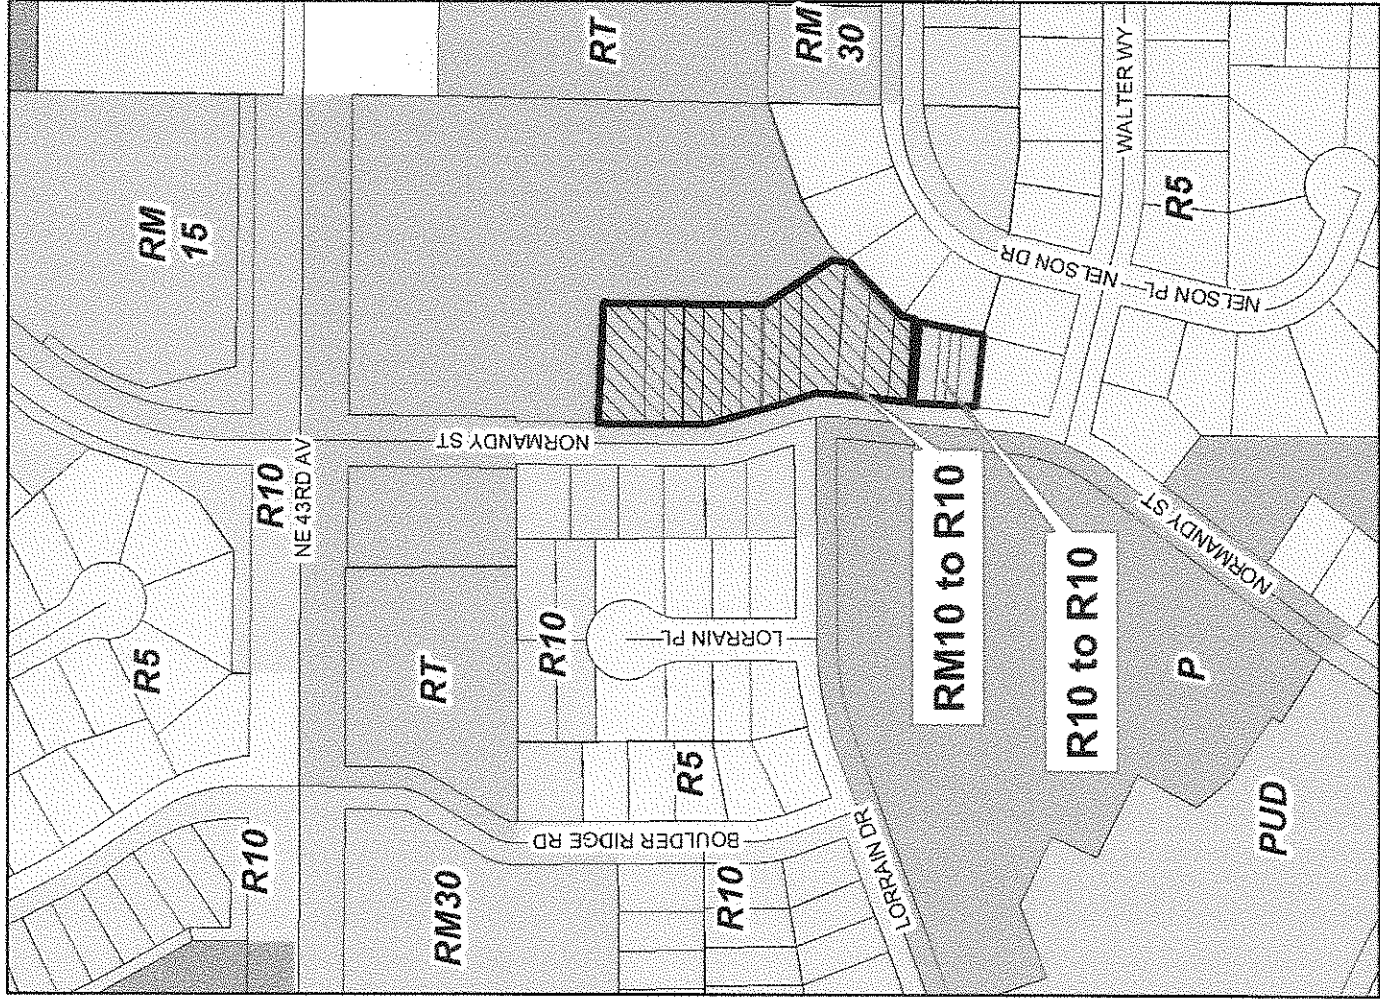 RT
RM
30
RM
15
WALTER WY
R5
NELSON DR
NELSON PL
NORMANDY ST
R10
NE 43RD AV
RM10 to R10
R10 to R10
NORMANDY ST
R5
RT
R10
LORRAIN PL
P
R5
BOULDER RIDGE RD
LORRAIN DR
PUD
R10
RM30
R10